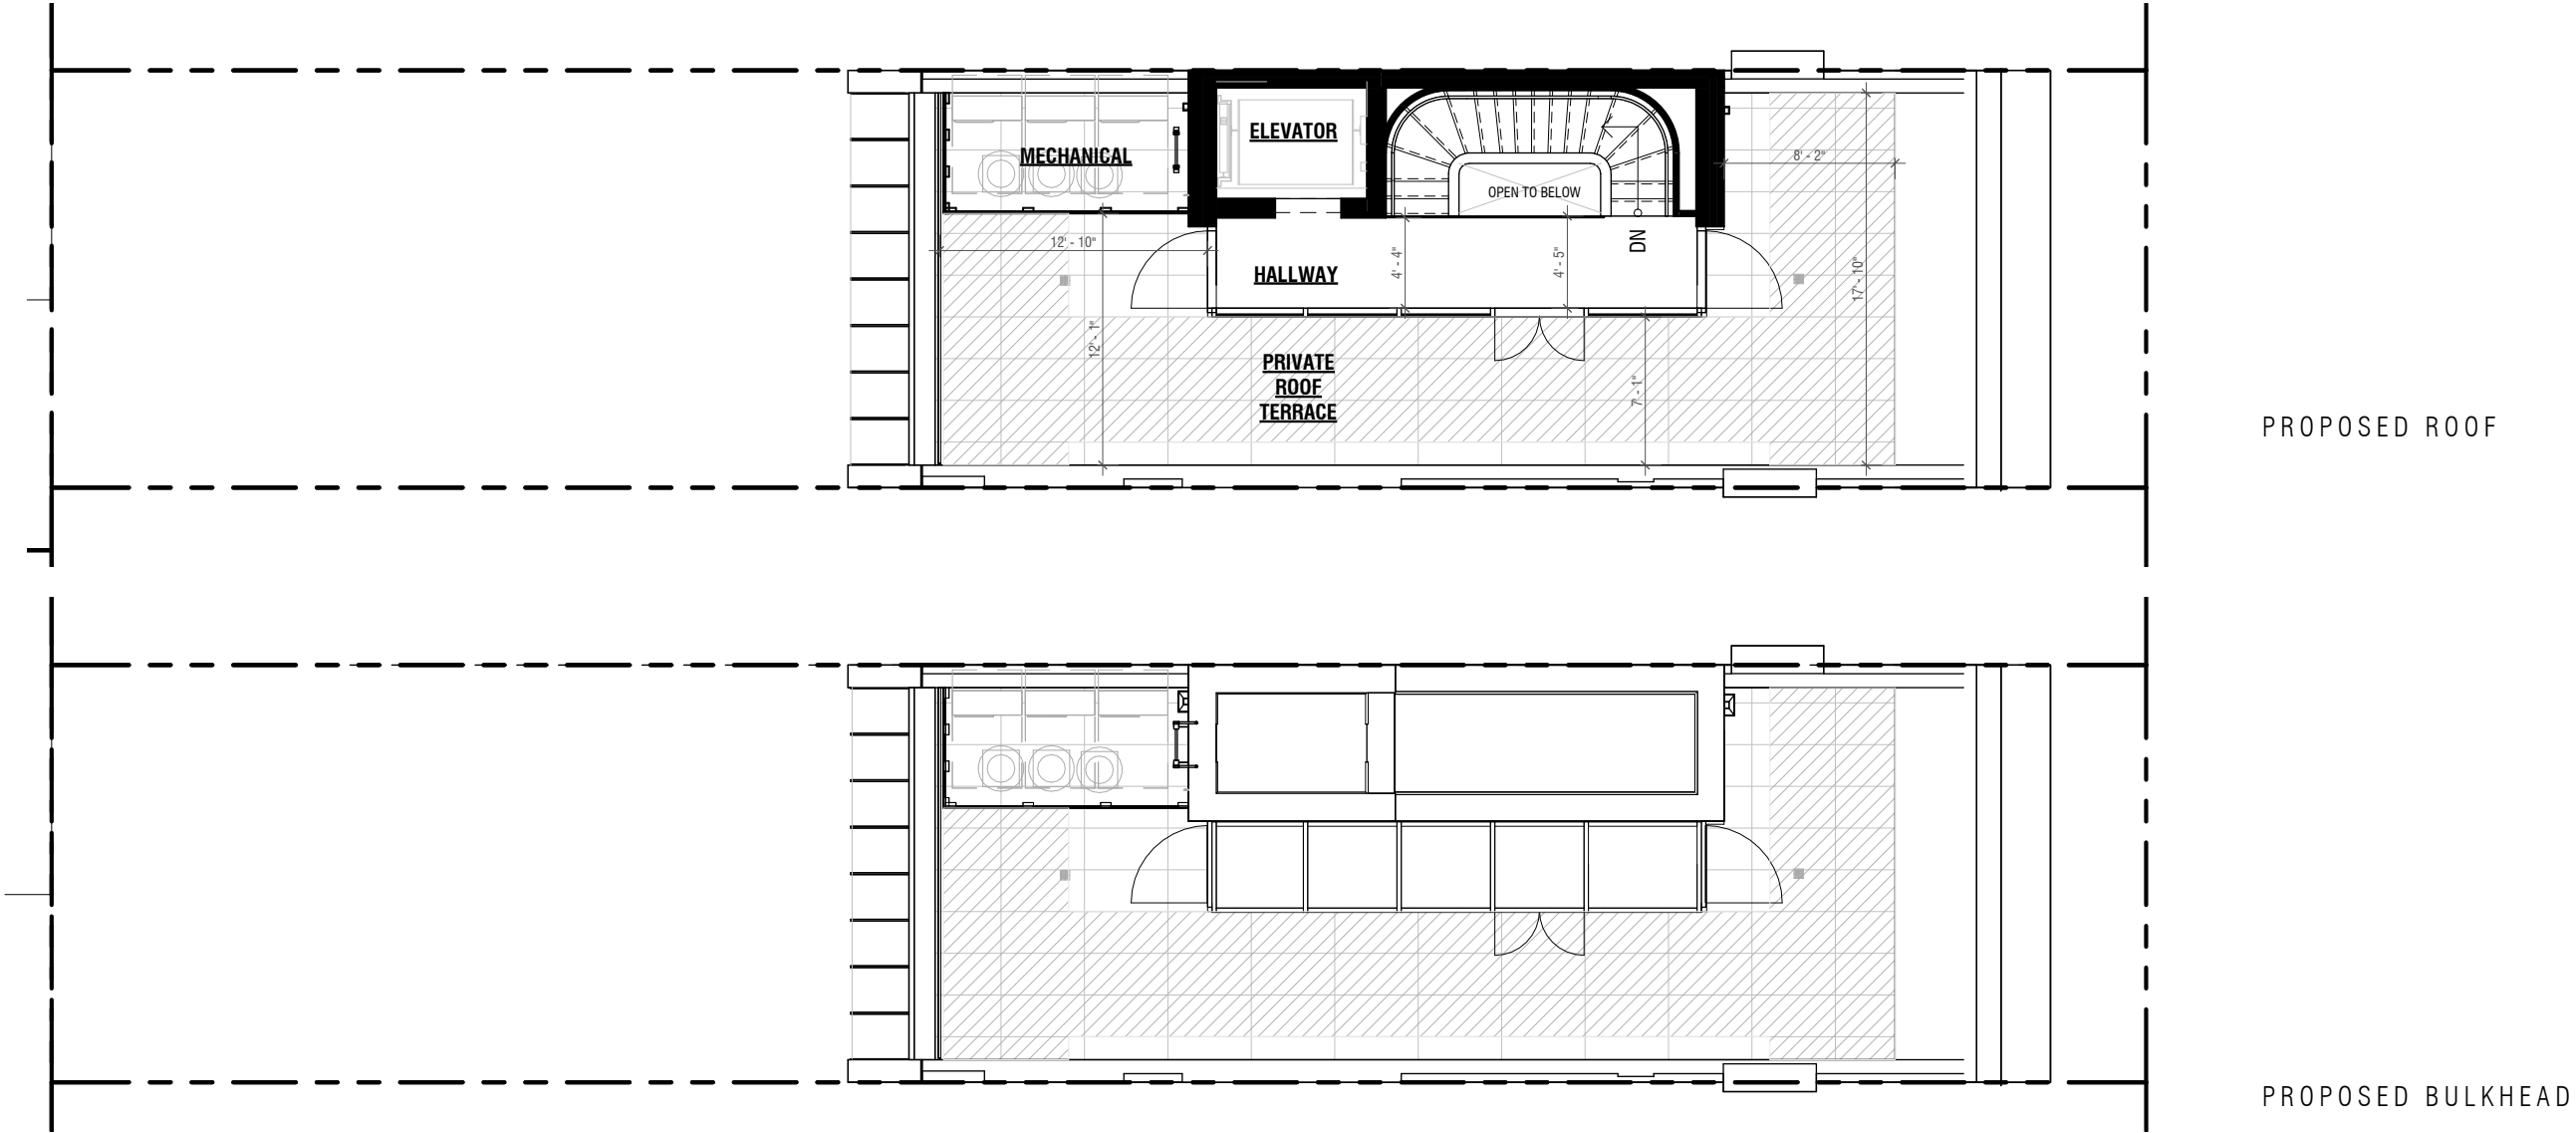 ELEVATOR
MECHANICAL
8' - 2"
OPEN TO BELOW
12' - 10"
DN
HALLWAY
4' - 4"
4' - 5"
17' - 10"
12' - 1"
PRIVATE
ROOF
TERRACE
7' - 1"
PROPOSED ROOF
PROPOSED BULKHEAD